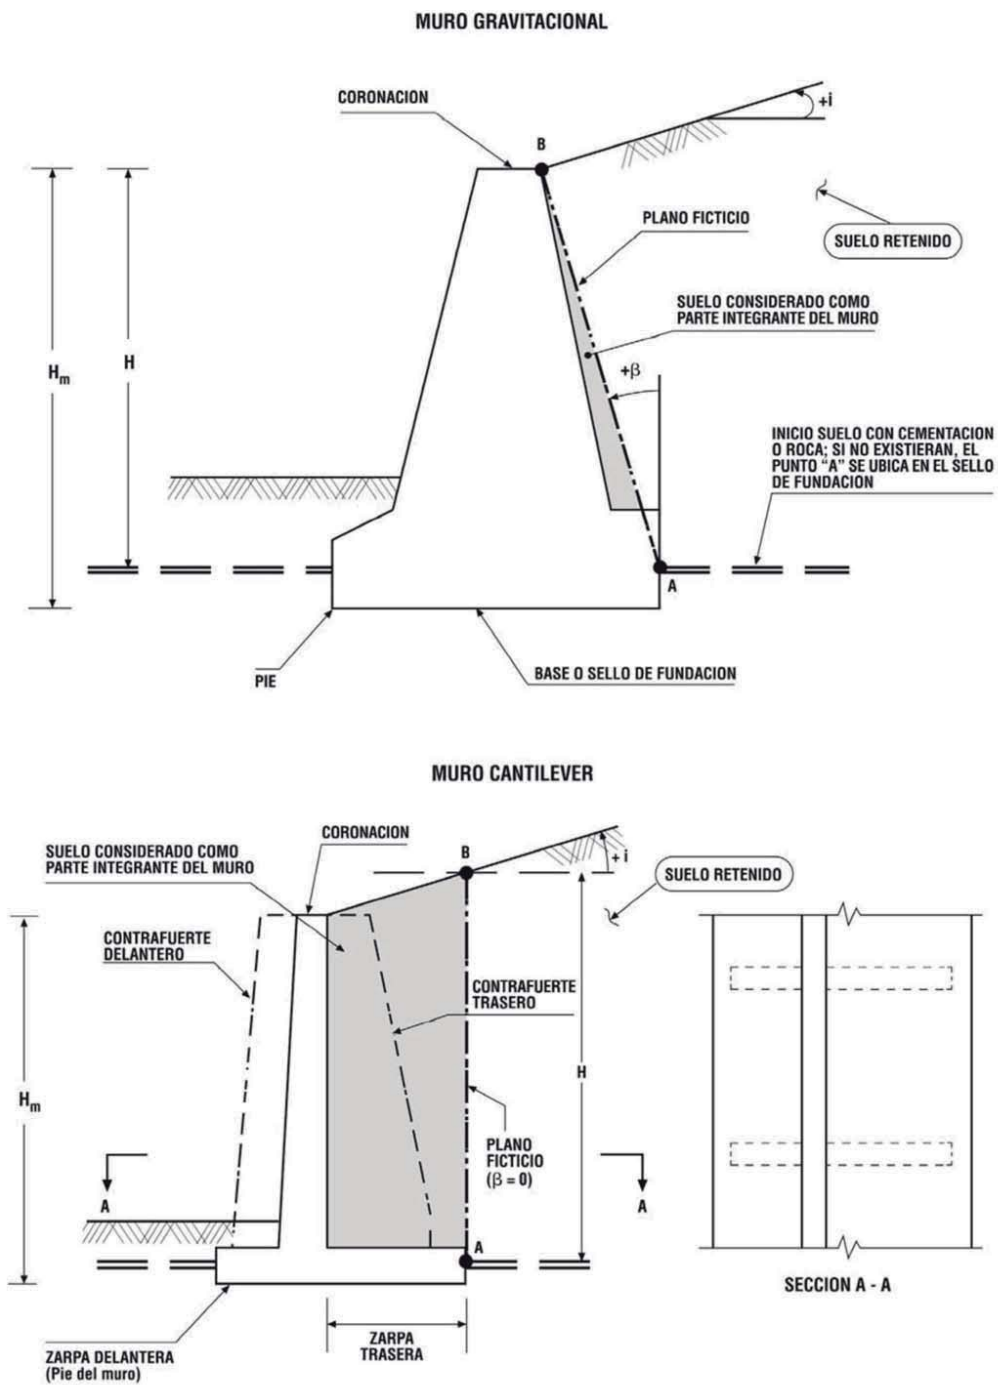 MURO GRAVITACIONAL
CORONACION
+i
B
PLANO FICTICIO
SUELO RETENIDO
SUELO CONSIDERADO COMO
PARTE INTEGRANTE DEL MURO
H
Hm
+β
INICIO SUELO CON CEMENTACION
O ROCA; SI NO EXISTIERAN, EL
PUNTO “A” SE UBICA EN EL SELLO
DE FUNDACION
A
PIE
BASE O SELLO DE FUNDACION
MURO CANTILEVER
CORONACION
SUELO CONSIDERADO COMO
PARTE INTEGRANTE DEL MURO
B
+ i
SUELO RETENIDO
CONTRAFUERTE
DELANTERO
CONTRAFUERTE
TRASERO
H
Hm
PLANO
FICTICIO
(β = 0)
A
A
A
SECCION A - A
ZARPA
TRASERA
ZARPA DELANTERA
(Pie del muro)